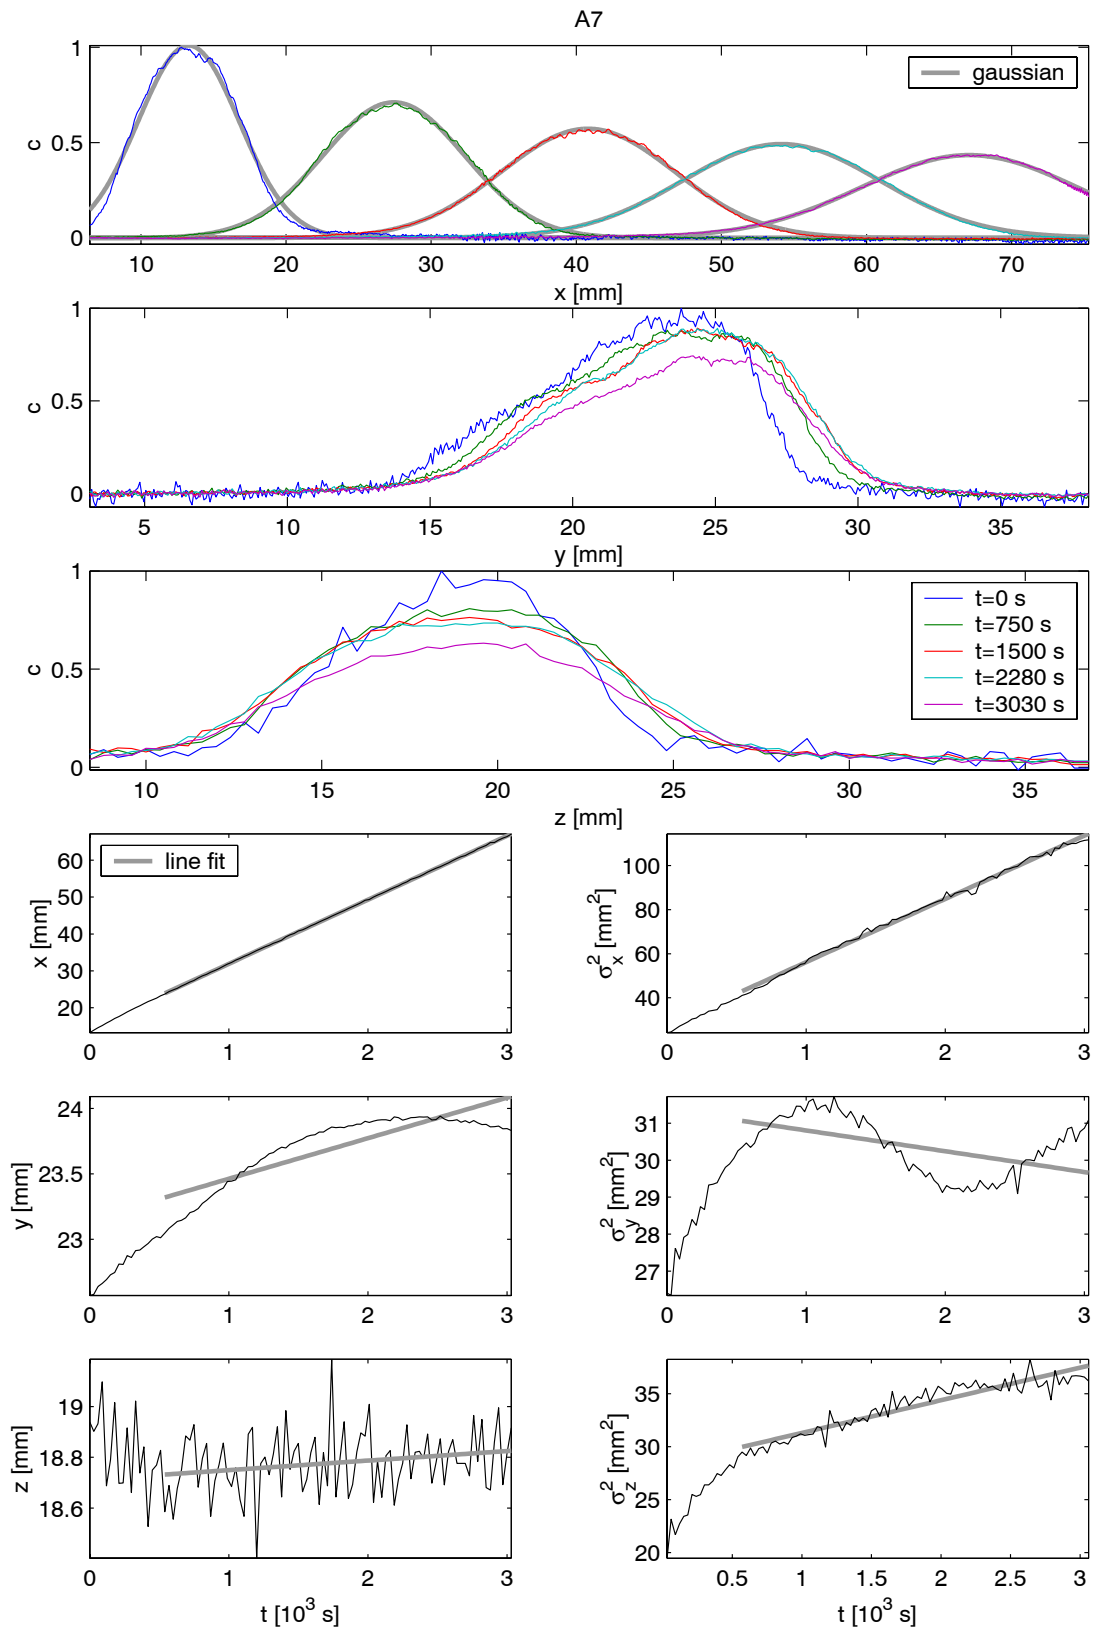 A7
1
0.5
0
c
gaussian
10 20 30 40 50 60 70
x [mm]
1
0.5
0
c
5 10 15 20 25 30 35
y [mm]
1
0.5
0
c
t=0 s
t=750 s
t=1500 s
t=2280 s
t=3030 s
10 15 20 25 30 35
z [mm]
60
50
40
30
20
x [mm]
line fit
0 1 2 3
100
80
60
40
σx² [mm²]
0 1 2 3
24
23.5
23
y [mm]
0 1 2 3
31
30
29
28
27
σy² [mm²]
0 1 2 3
19
18.8
18.6
z [mm]
0 1 2 3
t [10³ s]
35
30
25
20
σz² [mm²]
0.5 1 1.5 2 2.5 3
t [10³ s]